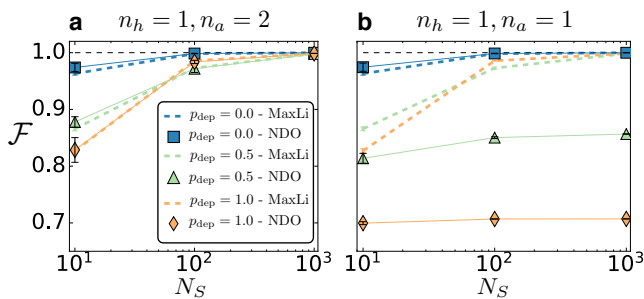 a n_h = 1, n_a = 2
b n_h = 1, n_a = 1
F
1.0
0.9
0.8
0.7
p_dep = 0.0 - MaxLi
p_dep = 0.0 - NDO
p_dep = 0.5 - MaxLi
p_dep = 0.5 - NDO
p_dep = 1.0 - MaxLi
p_dep = 1.0 - NDO
10^1 10^2 10^3
N_S
10^1 10^2 10^3
N_S